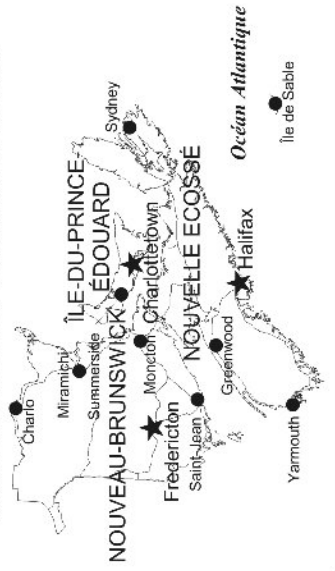 Charlo
Miramichi
Summerside
ÎLE-DU-PRINCE-
ÉDOUARD
Charlottetown
Sydney
NOUVEAU-BRUNSWICK
Fredericton
Moncton
Saint-Jean
NOUVELLE ECOSSE
Greenwood
Halifax
Yarmouth
Océan Atlantique
Île de Sable